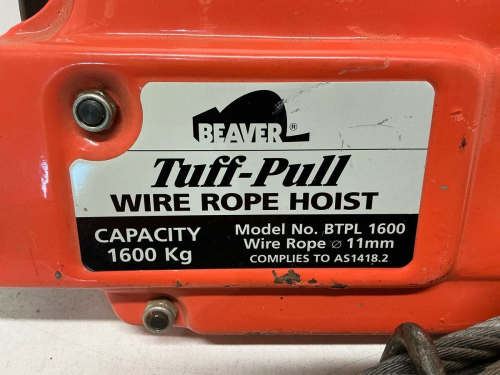 BEAVER ®
Tuff-Pull
WIRE ROPE HOIST
CAPACITY
1600 Kg
Model No. BTPL 1600
Wire Rope ⌀ 11mm
COMPLIES TO AS1418.2